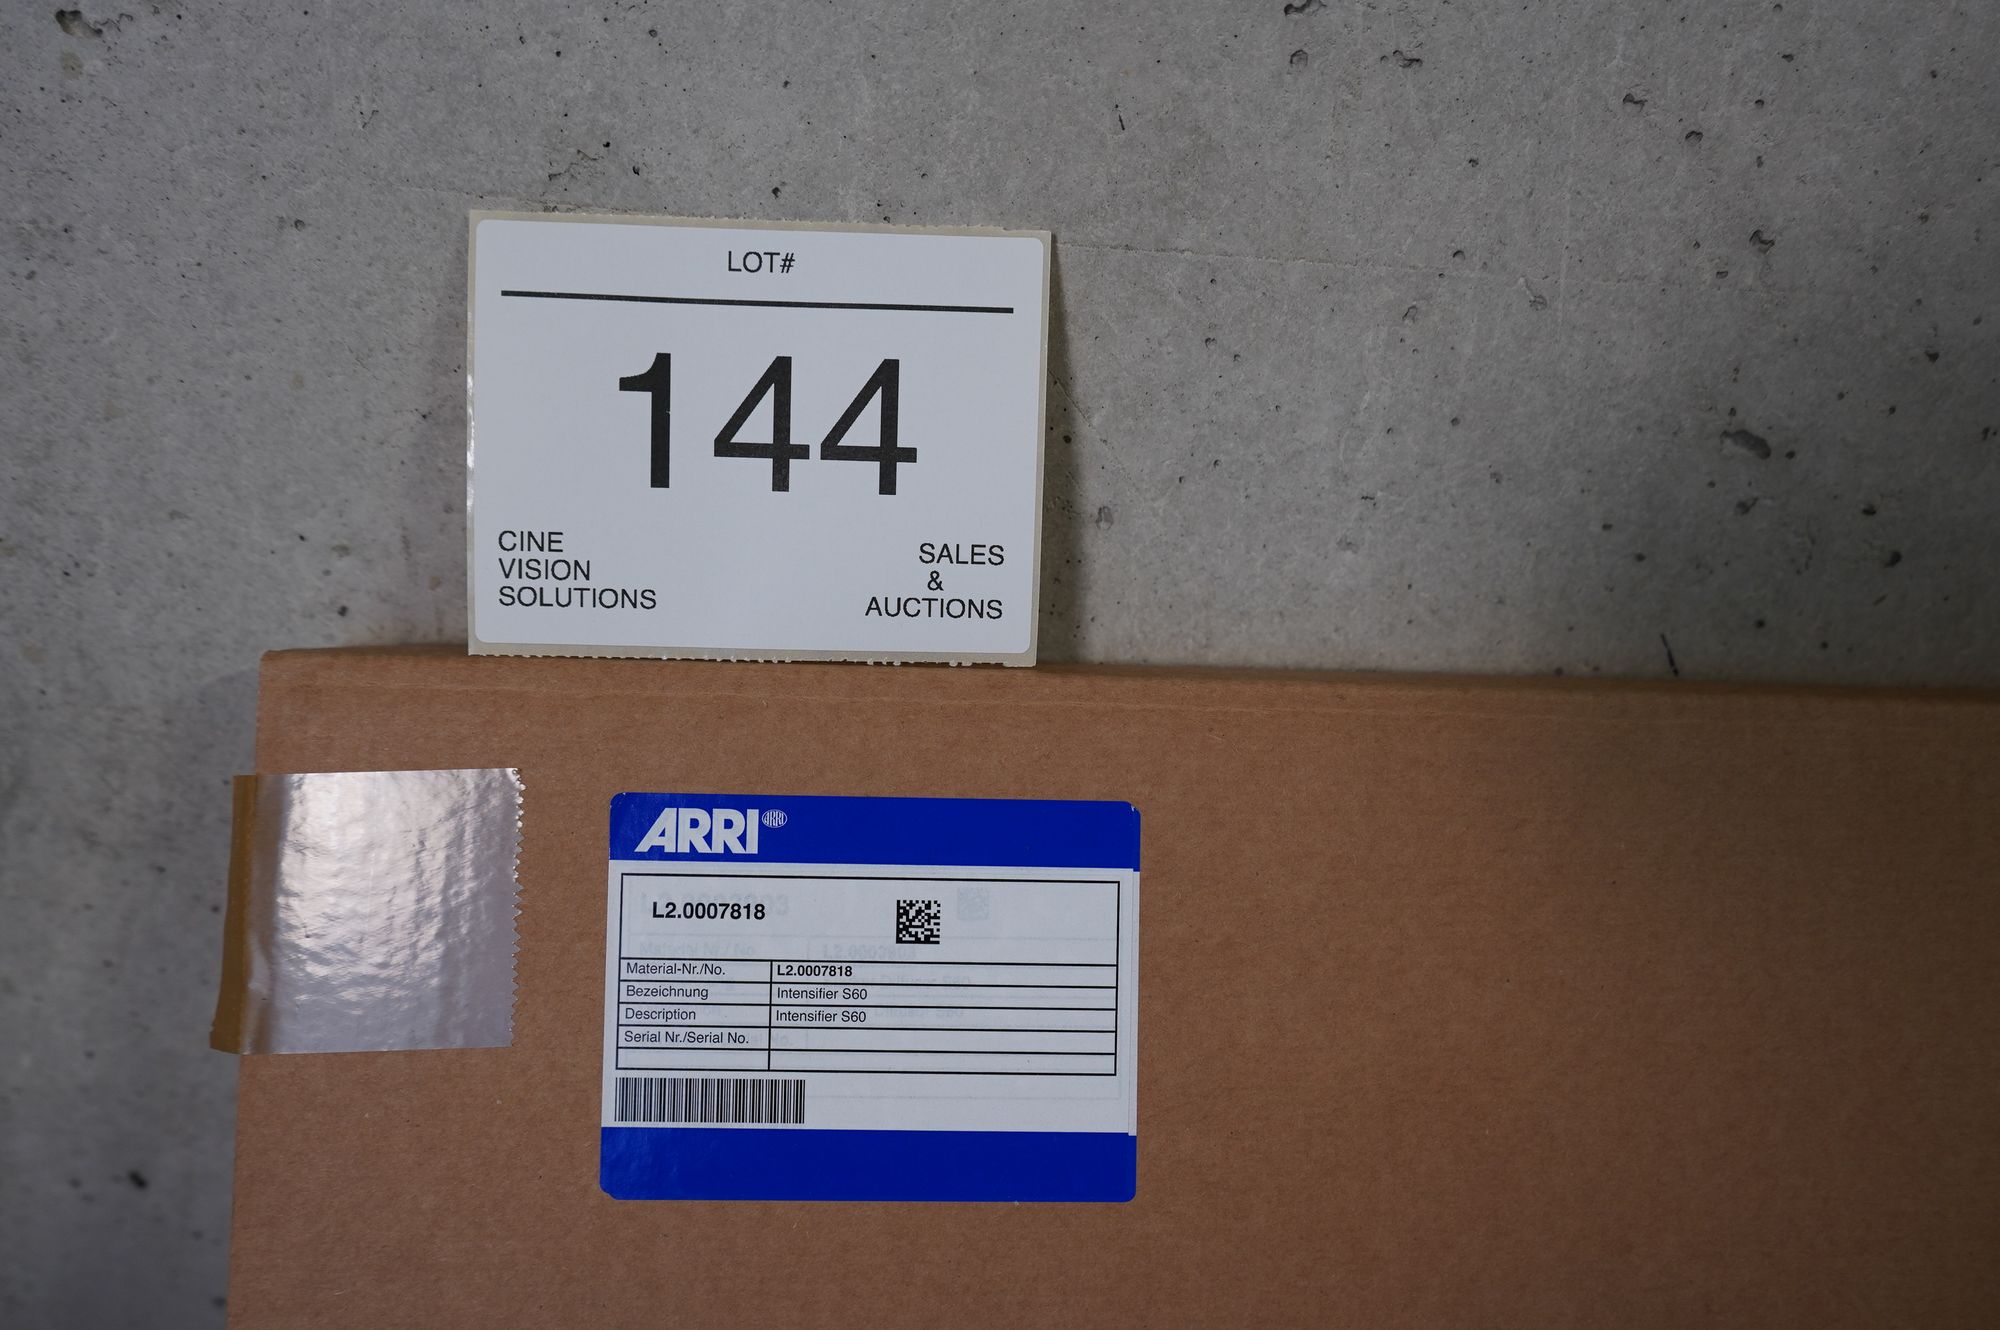 LOT#
144
CINE
VISION
SOLUTIONS
SALES
&
AUCTIONS
ARRI® ARRI
L2.0007818
Material-Nr./No. L2.0007818
Bezeichnung Intensifier S60
Description Intensifier S60
Serial Nr./Serial No.